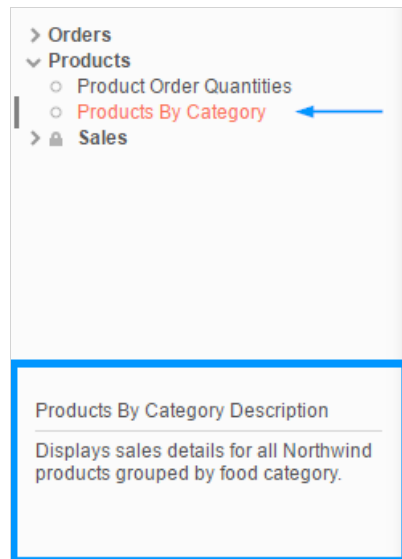 Orders
Products
Product Order Quantities
Products By Category
Sales
Products By Category Description
Displays sales details for all Northwind
products grouped by food category.